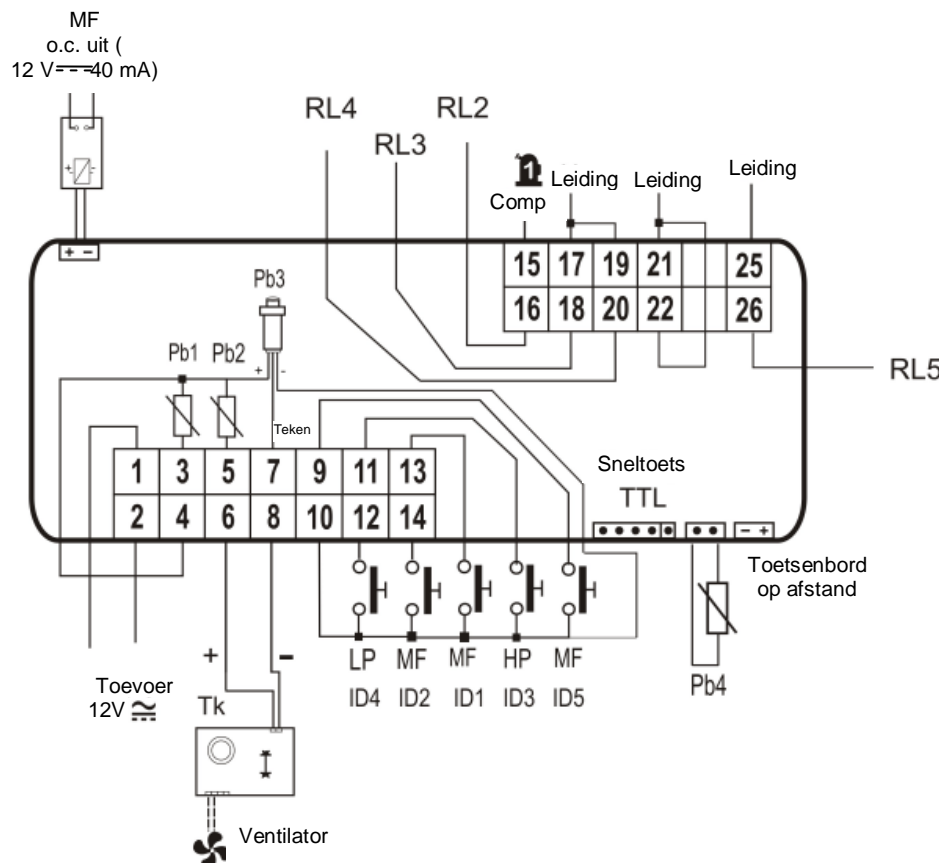 MF
o.c. uit (
12 V 40 mA)
RL4
RL3
RL2
1
Comp
Leiding
Leiding
Leiding
+ -
15 17 19 21 25
16 18 20 22 26
RL5
Pb3
+ -
Pb1 Pb2
Teken
1 3 5 7 9 11 13
2 4 6 8 10 12 14
Sneltoets
TTL
- +
Toetsenbord
op afstand
Pb4
LP MF MF HP MF
ID4 ID2 ID1 ID3 ID5
+ -
Toevoer
12V
Tk
Ventilator